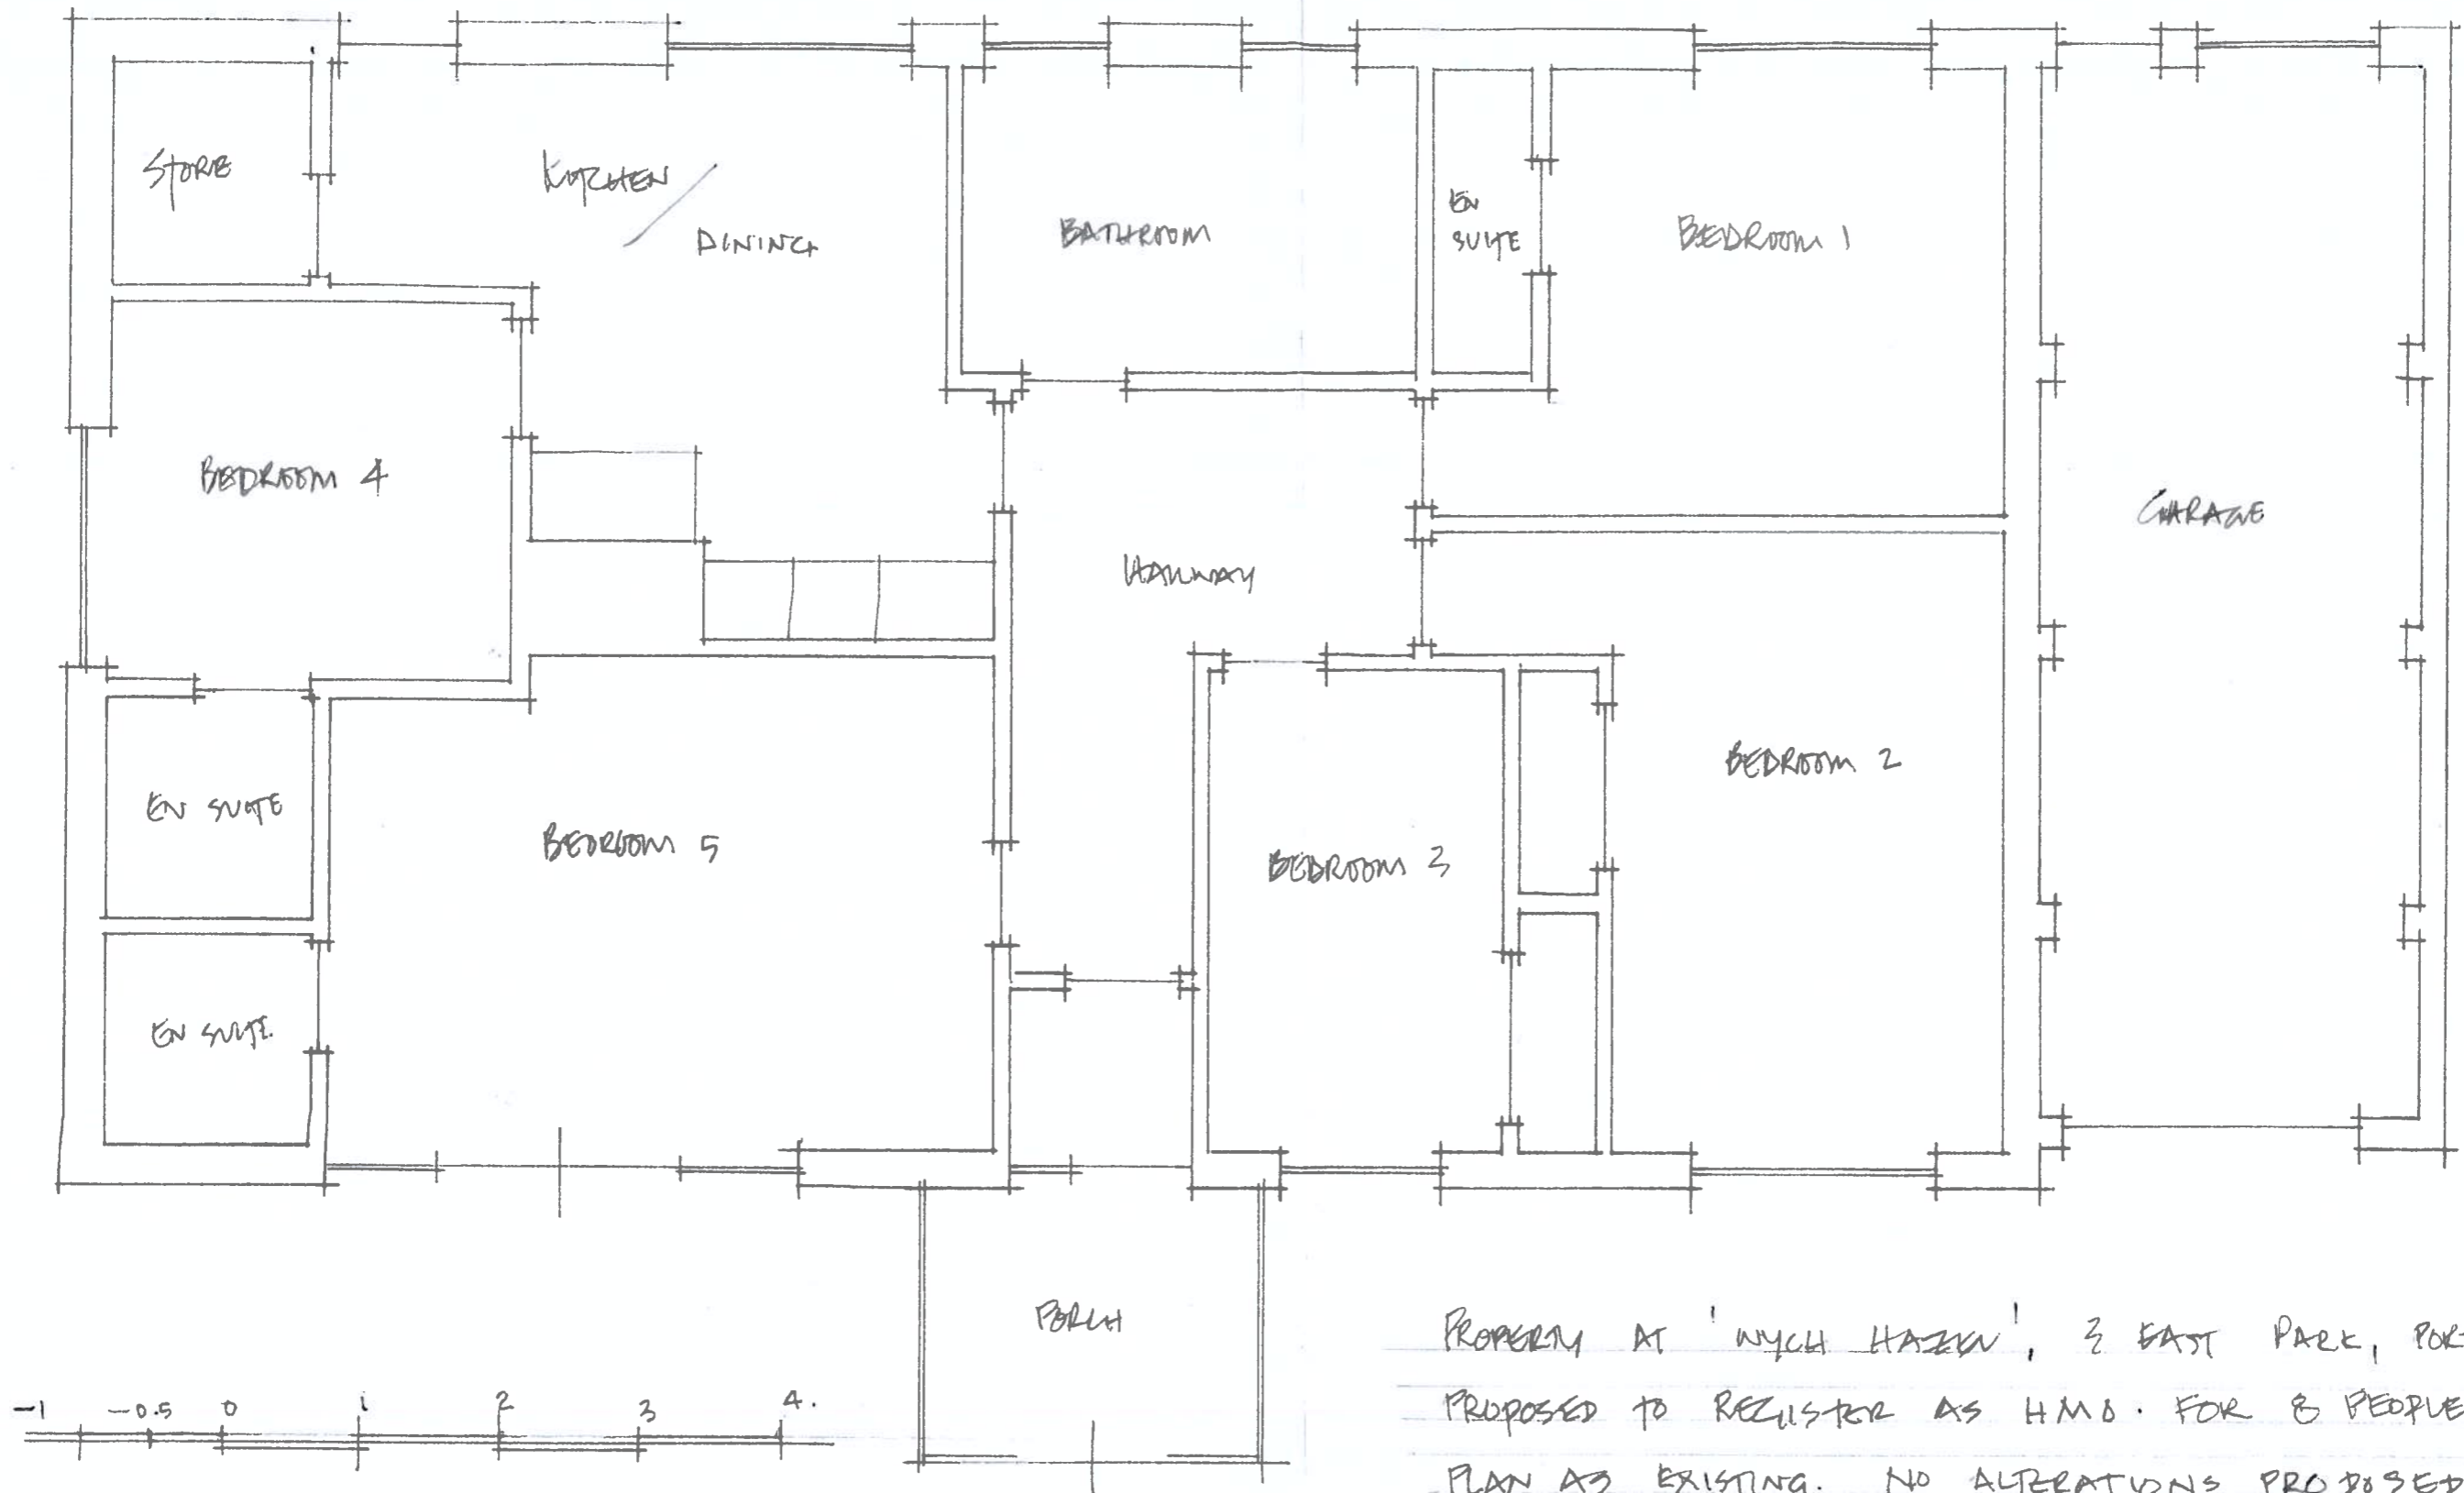 STORE
KITCHEN
/
DINING
BATHROOM
EN
SUITE
BEDROOM 1
BEDROOM 4
GARAGE
HALLWAY
BEDROOM 2
EN SUITE
BEDROOM 5
BEDROOM 3
EN SUITE.
PORCH
-1 -0.5 0 1 2 3 4.
PROPERTY AT 'WYCH HAZEL', 3 EAST PARK, POR
PROPOSED TO REGISTER AS HMO. FOR 8 PEOPLE
PLAN AS EXISTING. NO ALTERATIONS PROPOSED